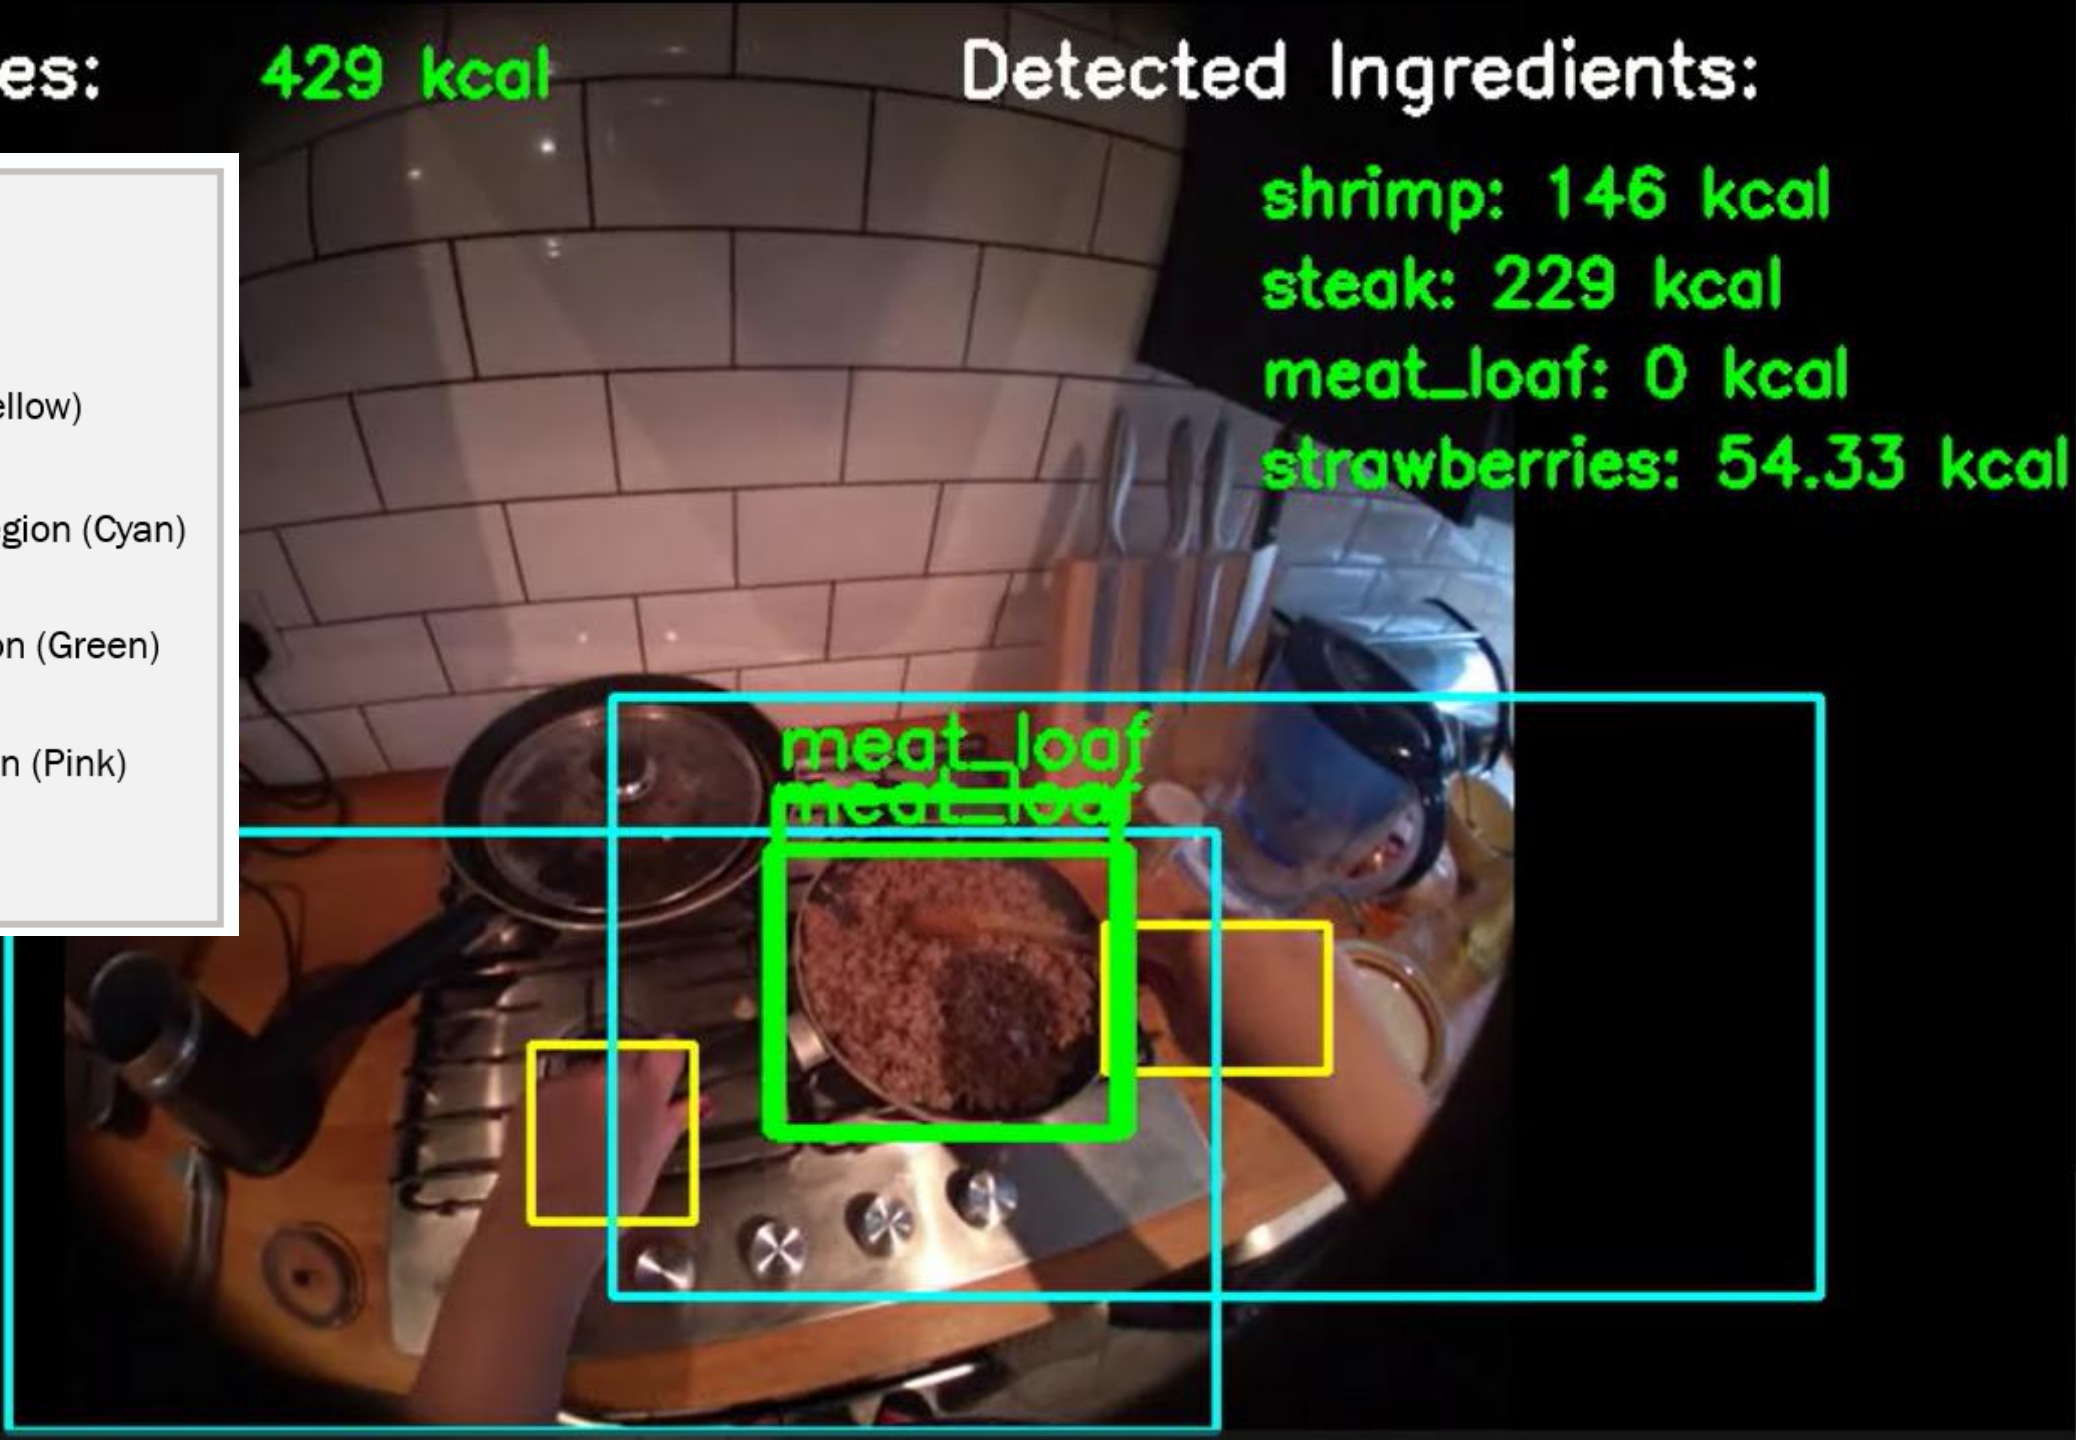 es: 429 kcal
Detected Ingredients:
shrimp: 146 kcal
steak: 229 kcal
meat_loaf: 0 kcal
strawberries: 54.33 kcal
ellow)
gion (Cyan)
on (Green)
n (Pink)
meat_loaf
meat_loaf